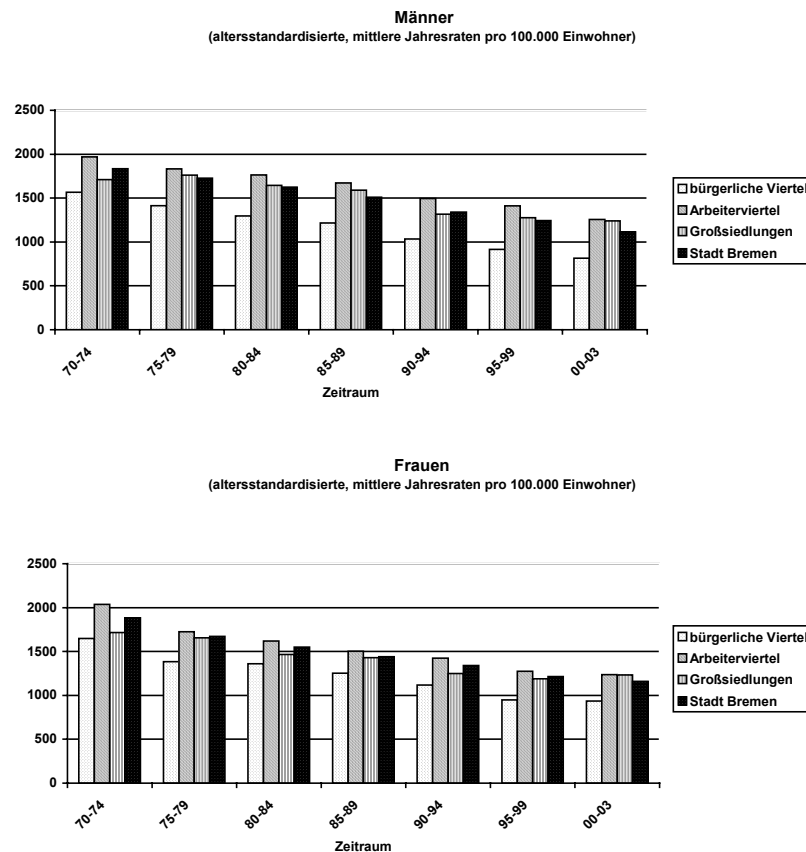 Männer
(altersstandardisierte, mittlere Jahresraten pro 100.000 Einwohner)
2500
2000
1500
1000
500
0
70-74 75-79 80-84 85-89 90-94 95-99 00-03
Zeitraum
bürgerliche Viertel
Arbeiterviertel
Großsiedlungen
Stadt Bremen
Frauen
(altersstandardisierte, mittlere Jahresraten pro 100.000 Einwohner)
2500
2000
1500
1000
500
0
70-74 75-79 80-84 85-89 90-94 95-99 00-03
Zeitraum
bürgerliche Viertel
Arbeiterviertel
Großsiedlungen
Stadt Bremen